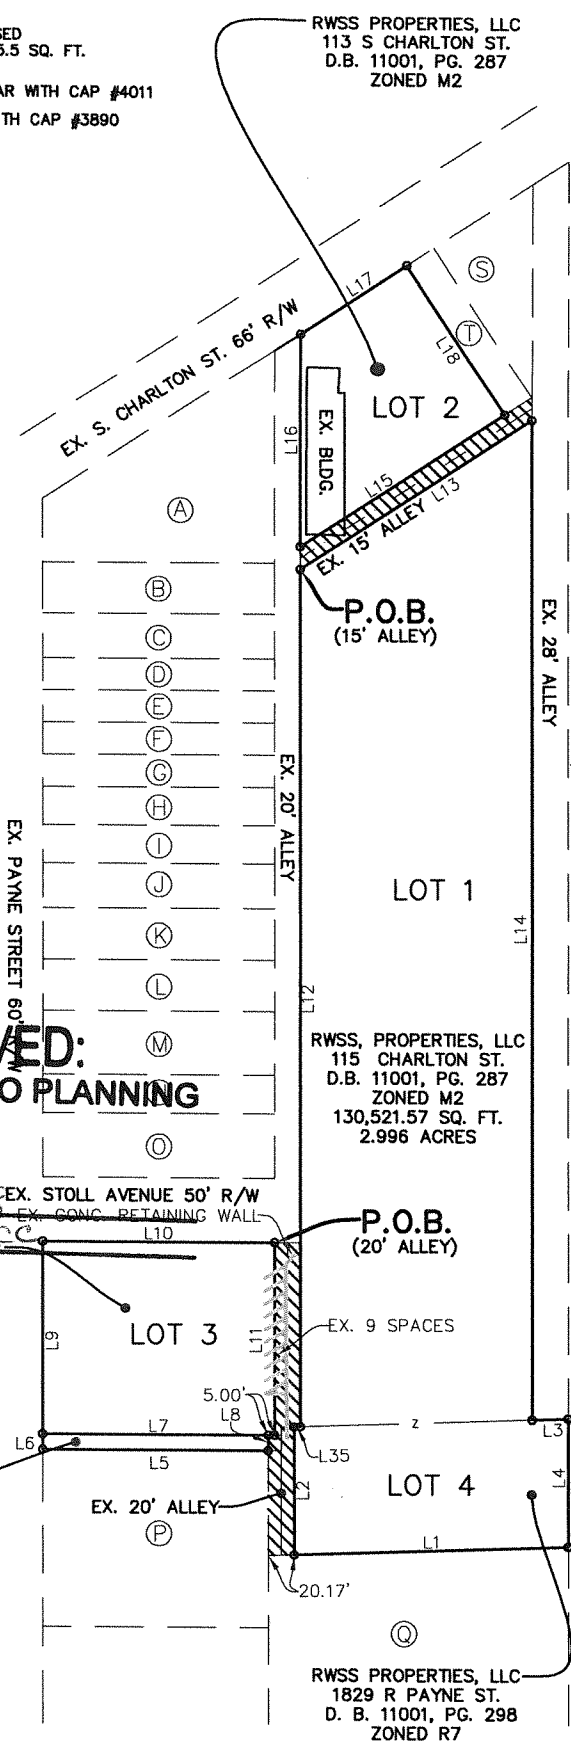 SED
5.5 SQ. FT.
AR WITH CAP #4011
TH CAP #3890
RWSS PROPERTIES, LLC
113 S CHARLTON ST.
D.B. 11001, PG. 287
ZONED M2
S
L17
EX. S. CHARLTON ST. 66' R/W
T
L18
LOT 2
L16
EX. BLDG.
L15
L13
EX. 15' ALLEY
A
B
P.O.B.
(15' ALLEY)
EX. 28' ALLEY
C
D
E
F
G
H
I
J
K
L
M
O
EX. 20' ALLEY
EX. PAYNE STREET 60'
LOT 1
L14
L12
VED:
O PLANNING
RWSS, PROPERTIES, LLC
115 CHARLTON ST.
D.B. 11001, PG. 287
ZONED M2
130,521.57 SQ. FT.
2.996 ACRES
EX. STOLL AVENUE 50' R/W
EX. CONC. RETAINING WALL
L10
P.O.B.
(20' ALLEY)
LOT 3
L9
L11
EX. 9 SPACES
5.00'
L7
L8
L6
L5
L35
z
L3
L2
LOT 4
L4
EX. 20' ALLEY
P
L1
20.17'
Q
RWSS PROPERTIES, LLC
1829 R PAYNE ST.
D. B. 11001, PG. 298
ZONED R7